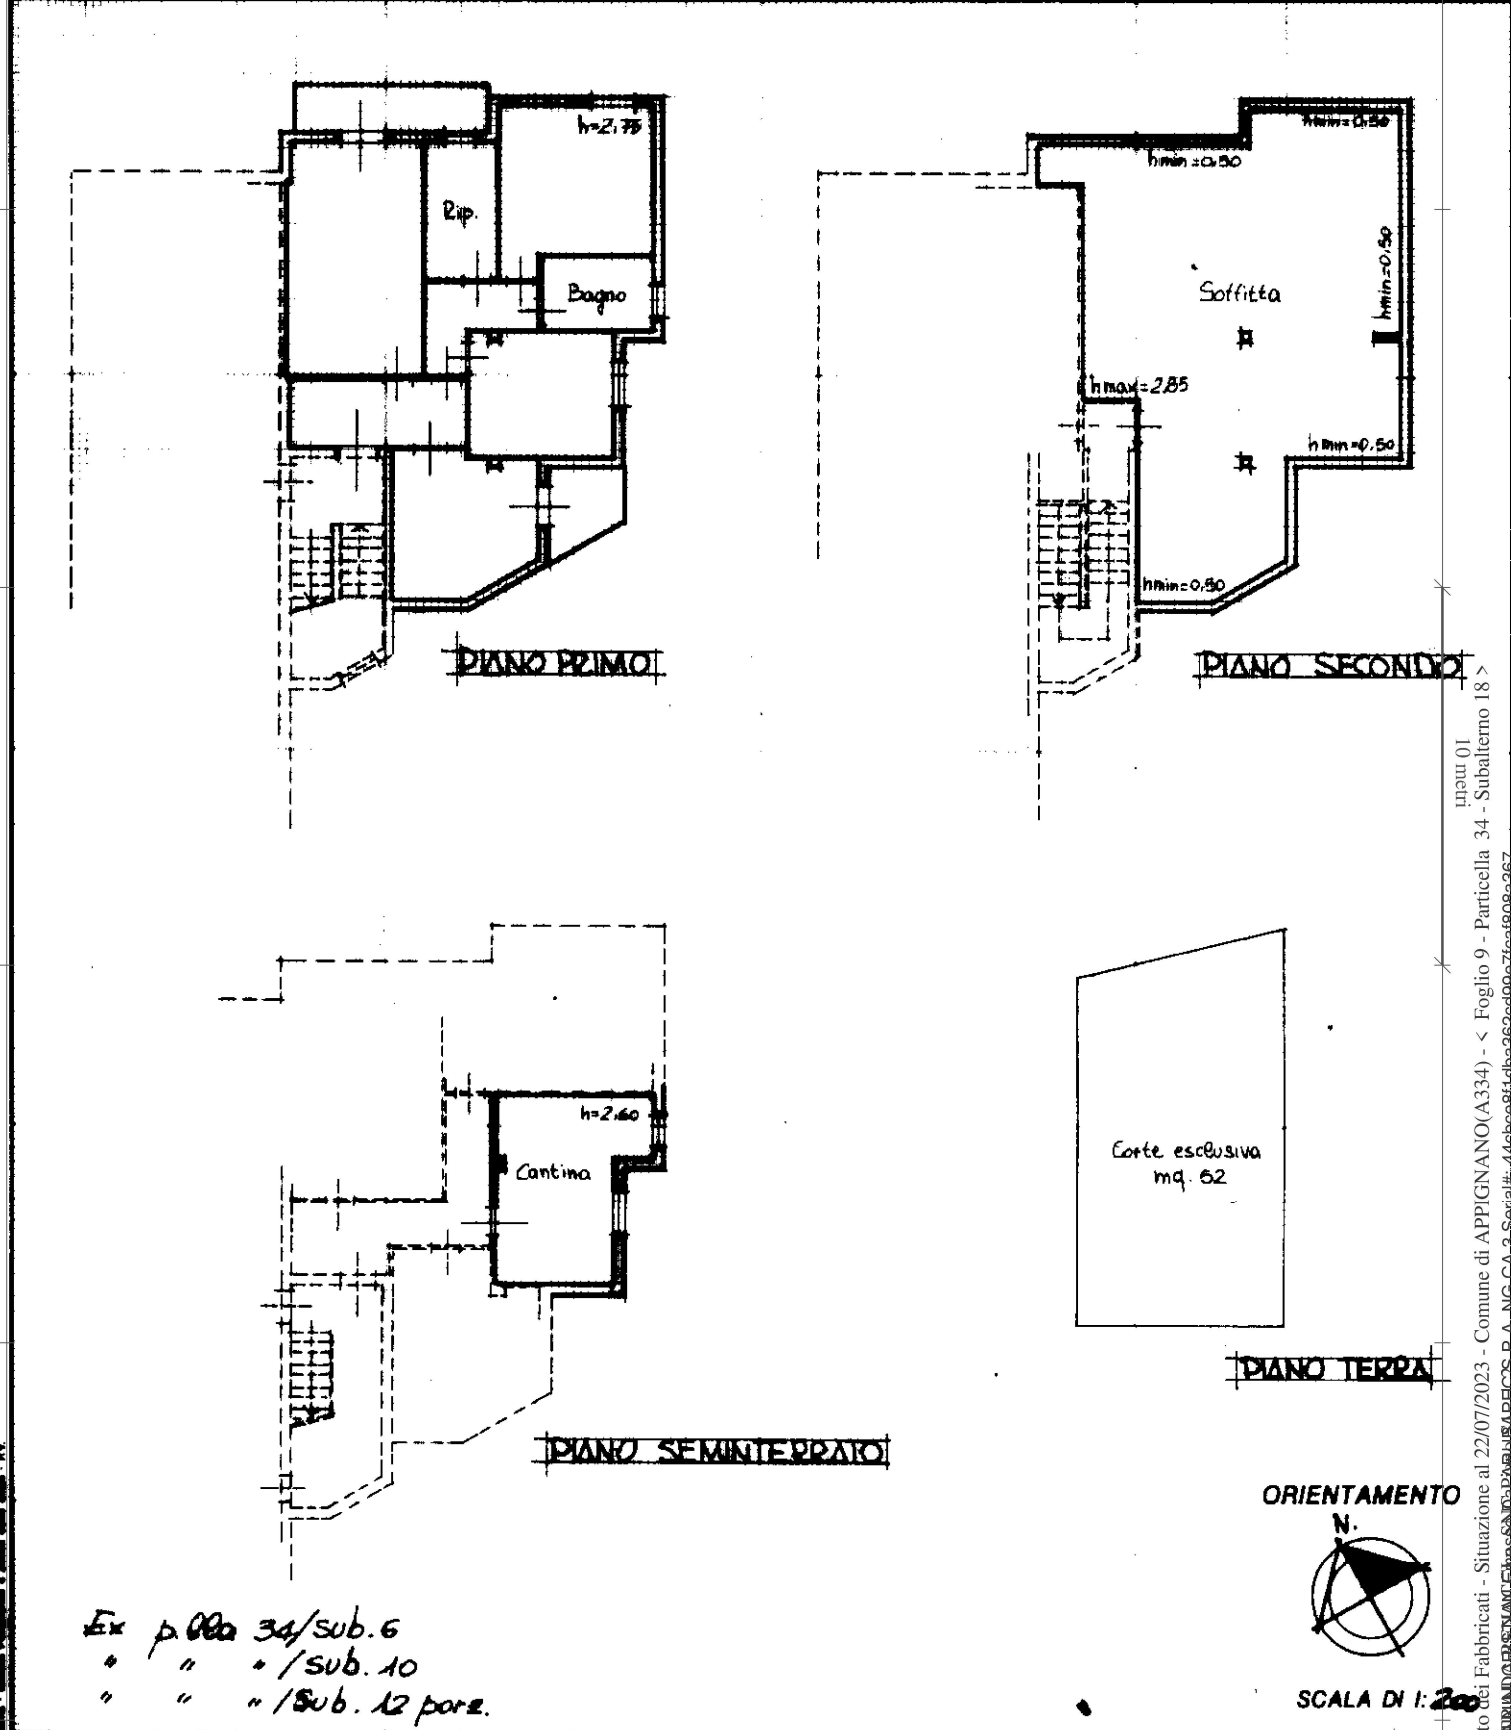 h=2,75
hmin=0,50
hmin=0,50
Rip.
hmin=0,50
Bagno
Soffitta
hmax=2,85
hmin=0,50
hmin=0,50
PIANO PRIMO
PIANO SECONDO
10 metri
h=2,60
Cantina
Corte esclusiva
mq. 52
PIANO TERRA
PIANO SEMINTERRATO
ORIENTAMENTO
N.
Ex p.lla 34/sub.6
" " " /sub. 10
" " " /sub. 12 porz.
SCALA DI 1:200
dei Fabbricati - Situazione al 22/07/2023 - Comune di APPIGNANO(A334) - < Foglio 9 - Particella 34 - Subalterno 18 >